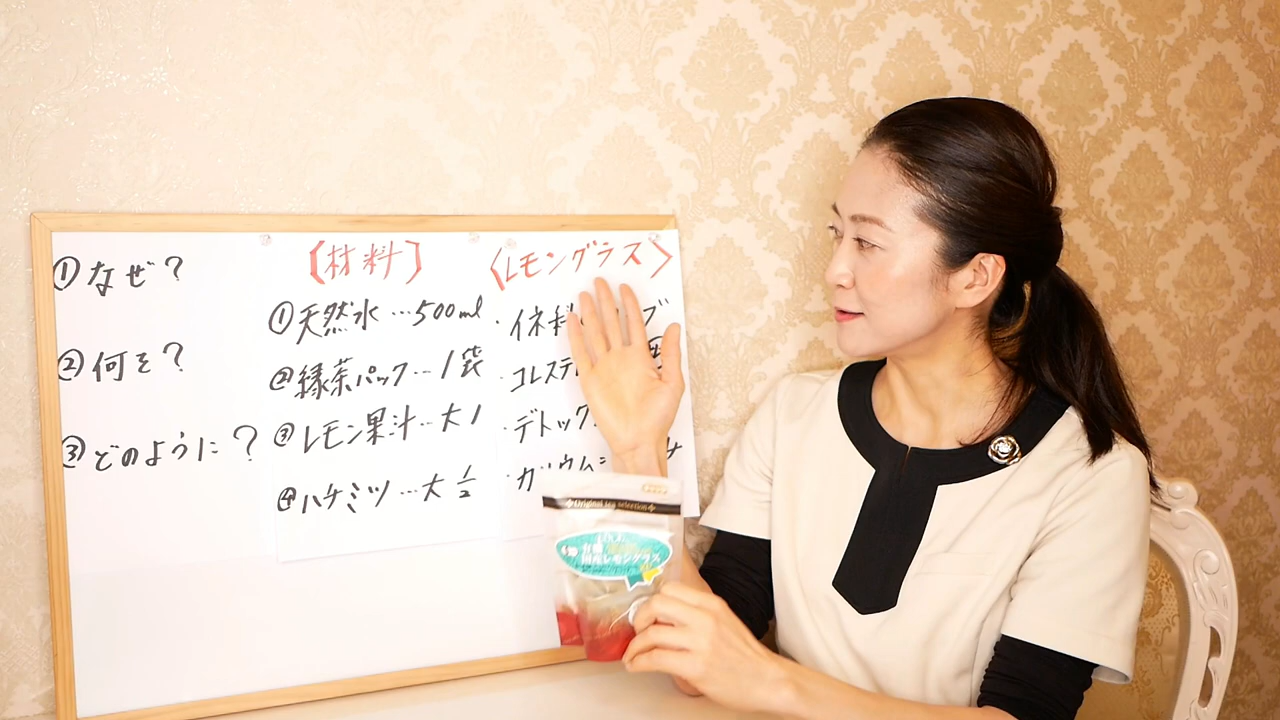 ①なぜ?
②何を?
③どのように?
【材料】
①天然水…500ml
②緑茶パック…1袋
③レモン果汁…大1
④ハチミツ…大½
〈レモングラス〉
・イネ科
・コレステ
・デトック
・カリウム
Original tea selection
有機
国産レモングラス